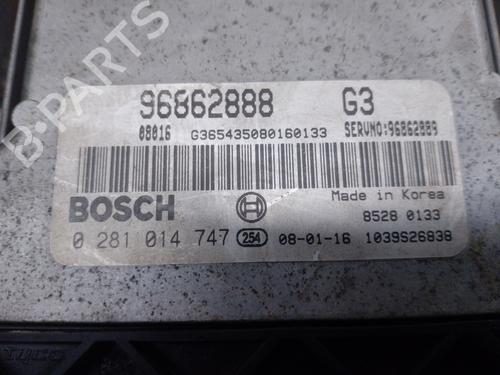 96862888 G3
08016 G365435080160133 SERVNO:96862889
BOSCH Made in Korea
8528 0133
0 281 014 747 254 08-01-16 1039S26838
tyco
B-PARTS